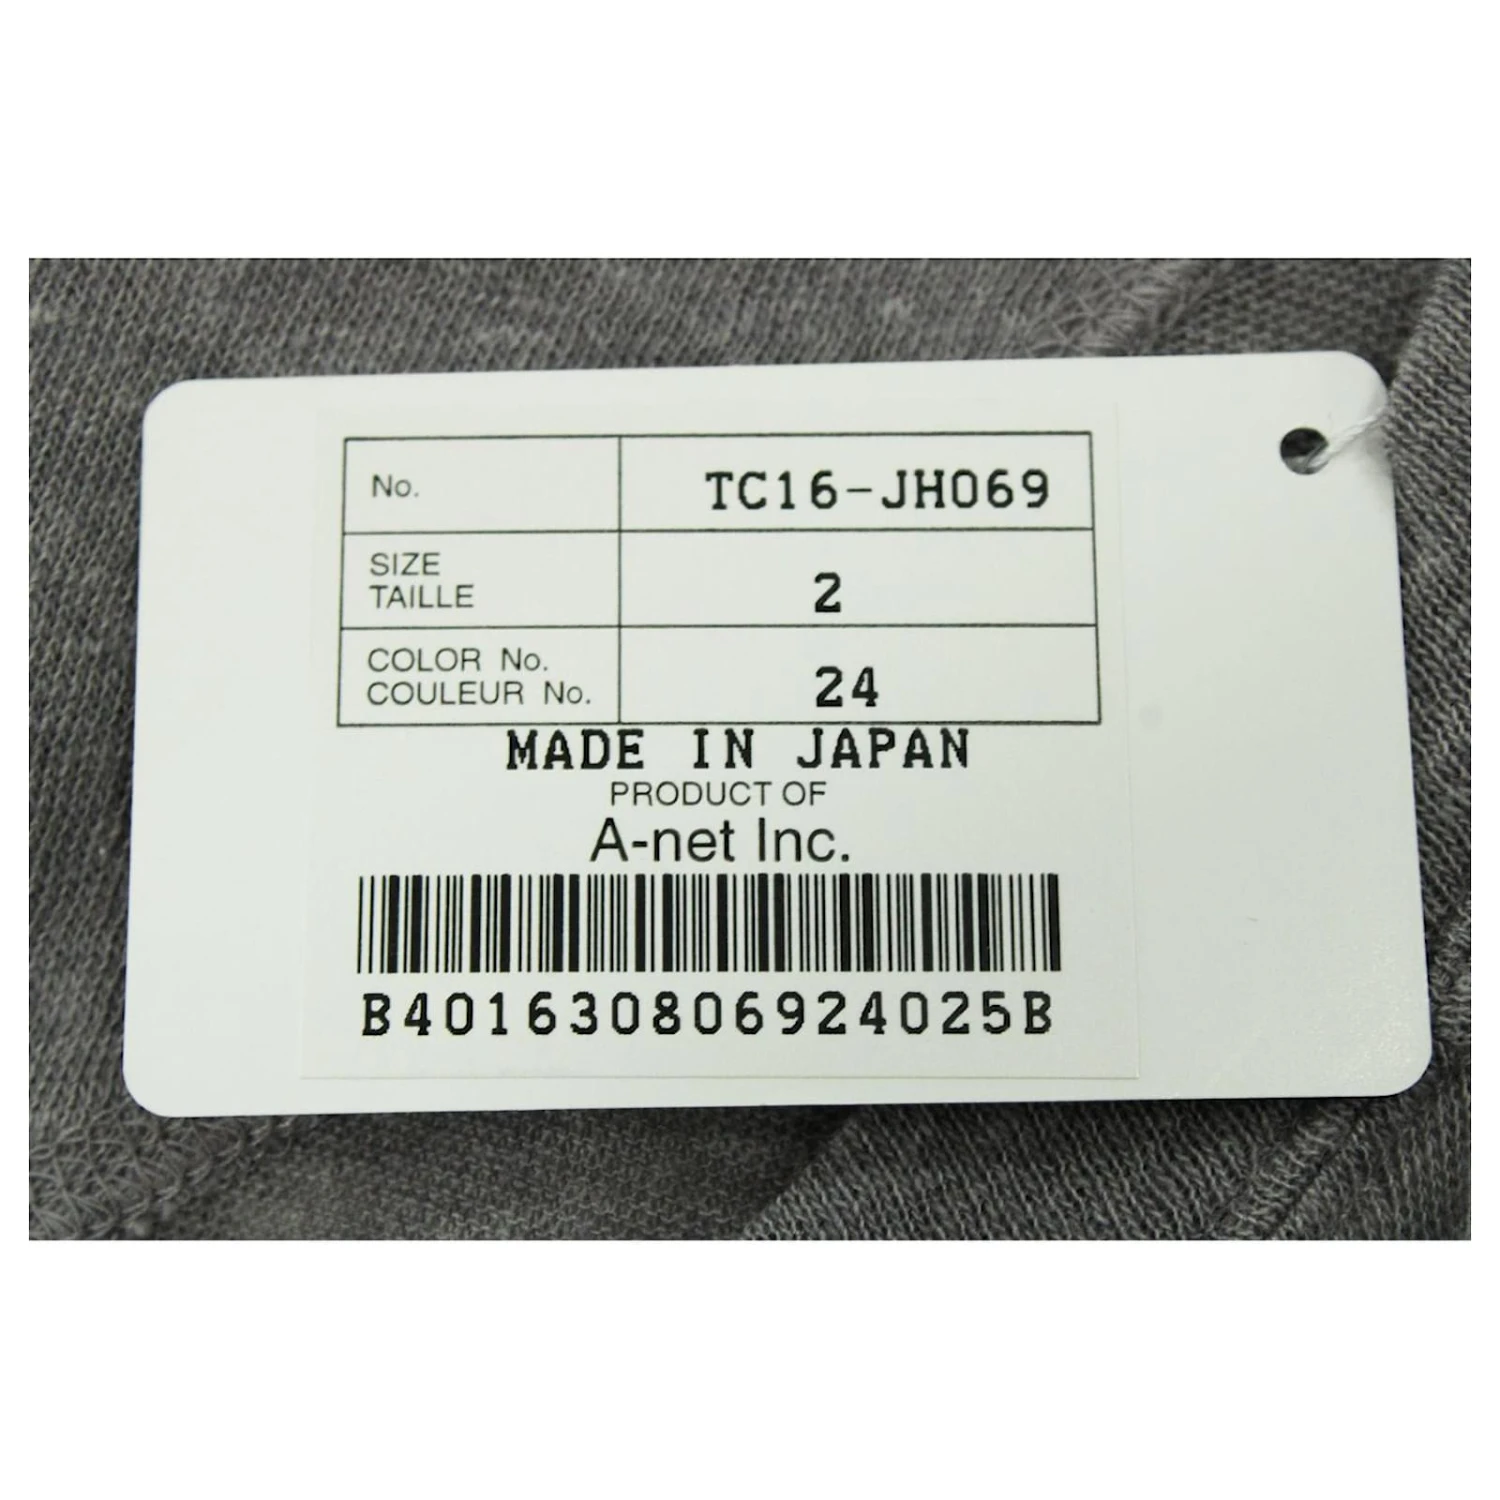 No. TC16-JH069
SIZE
TAILLE 2
COLOR No.
COULEUR No. 24
MADE IN JAPAN
PRODUCT OF
A-net Inc.
B401630806924025B